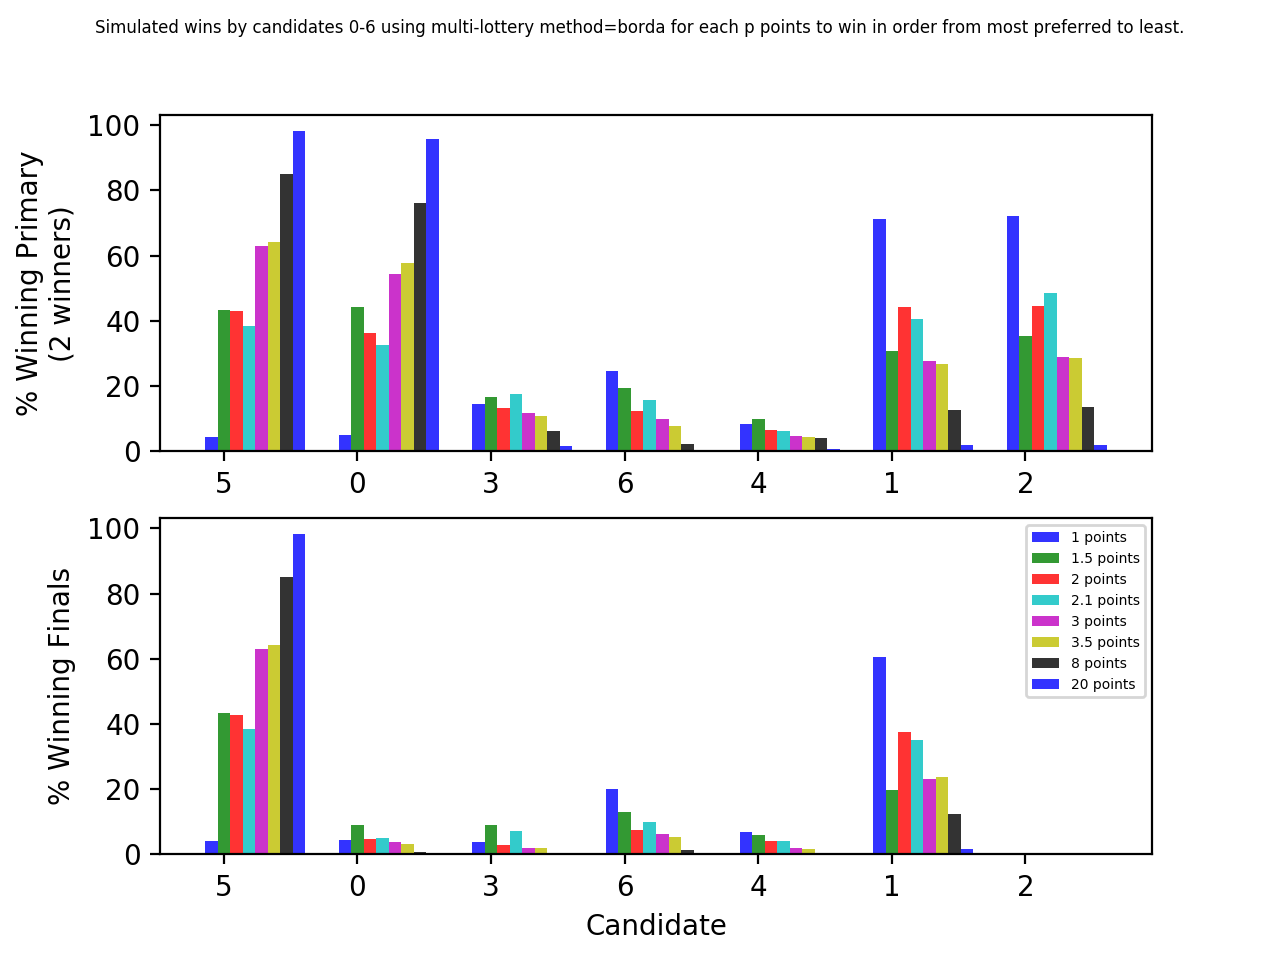 Simulated wins by candidates 0-6 using multi-lottery method=borda for each p points to win in order from most preferred to least.
% Winning Primary
(2 winners)
100
80
60
40
20
0
5 0 3 6 4 1 2
% Winning Finals
100
80
60
40
20
0
1 points
1.5 points
2 points
2.1 points
3 points
3.5 points
8 points
20 points
5 0 3 6 4 1 2
Candidate